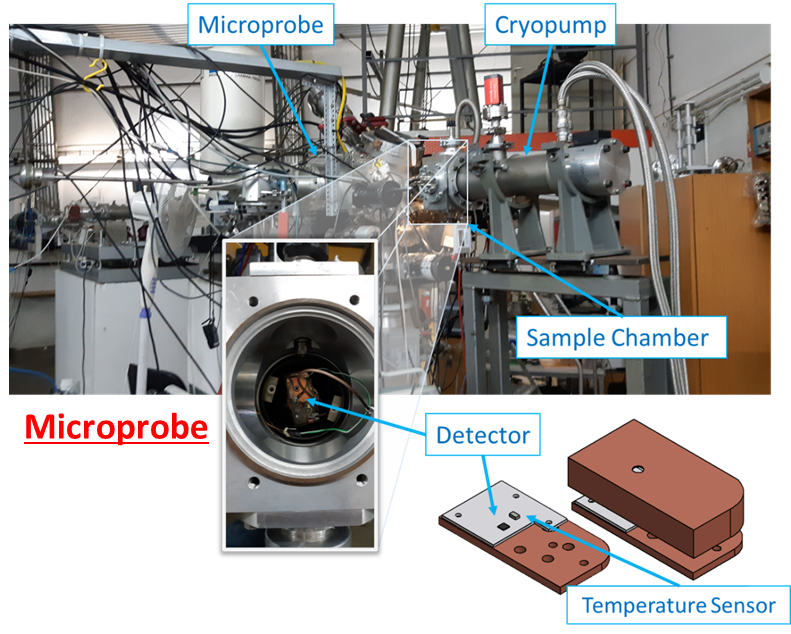 Microprobe
Cryopump
Sample Chamber
Microprobe
Detector
Temperature Sensor